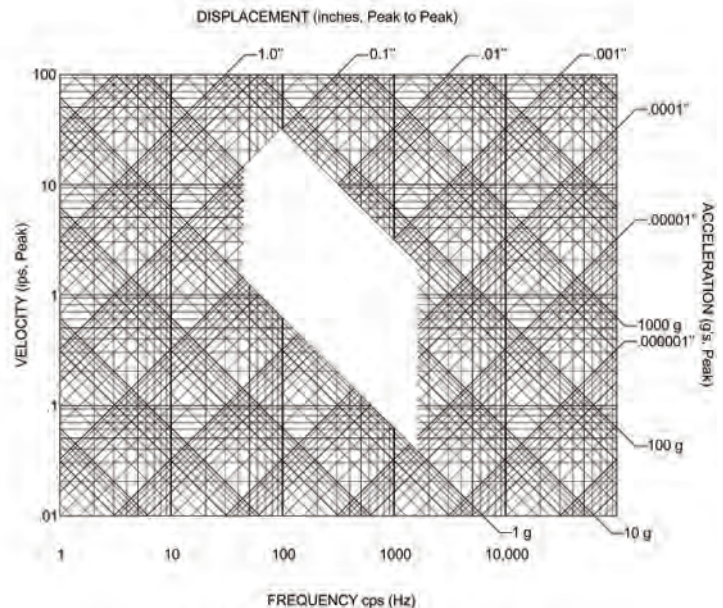 DISPLACEMENT (inches, Peak to Peak)
1.0" 0.1" .01" .001"
.0001"
.00001"
1000 g
.000001"
100 g
10 g
1 g
ACCELERATION (g's, Peak)
VELOCITY (ips, Peak)
100
10
1
.1
.01
1 10 100 1000 10,000
FREQUENCY cps (Hz)